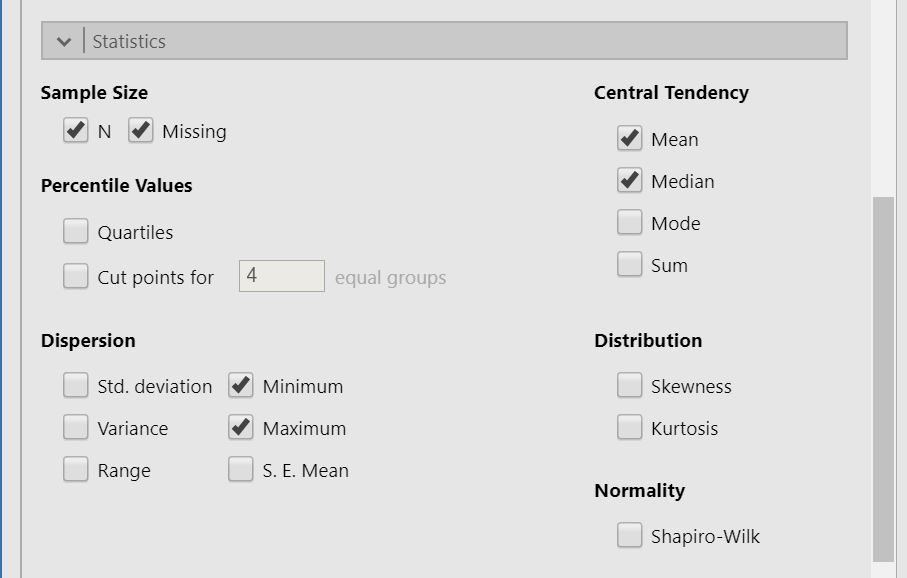 Statistics
Sample Size
N Missing
Percentile Values
Quartiles
Cut points for 4 equal groups
Central Tendency
Mean
Median
Mode
Sum
Dispersion
Std. deviation Minimum
Variance Maximum
Range S. E. Mean
Distribution
Skewness
Kurtosis
Normality
Shapiro-Wilk